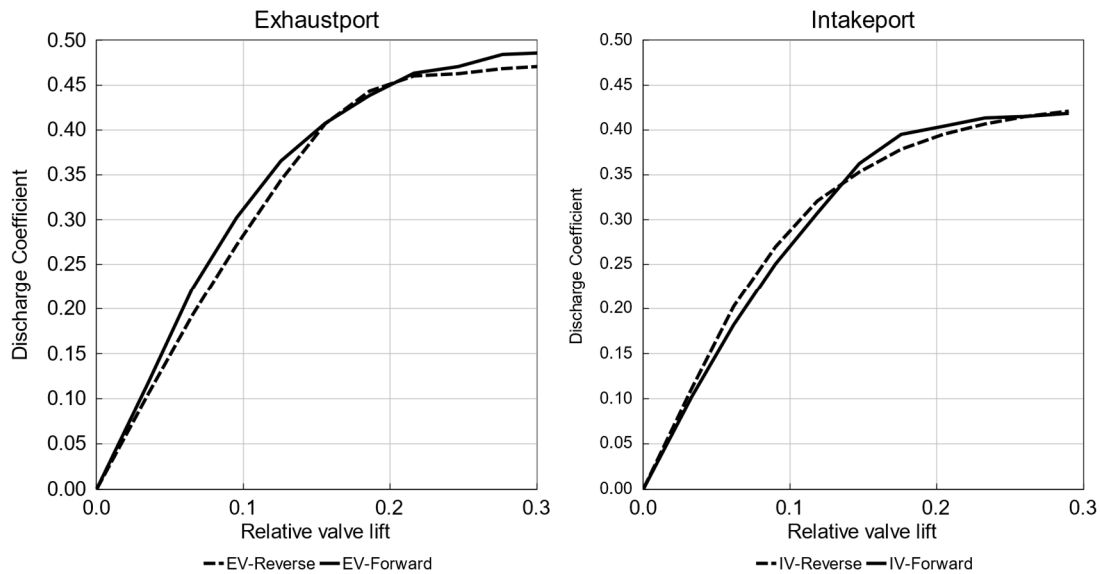 Exhaustport
0.50
0.45
0.40
0.35
0.30
0.25
0.20
0.15
0.10
0.05
0.00
Discharge Coefficient
0.0 0.1 0.2 0.3
Relative valve lift
EV-Reverse EV-Forward
Intakeport
0.50
0.45
0.40
0.35
0.30
0.25
0.20
0.15
0.10
0.05
0.00
Discharge Coefficient
0.0 0.1 0.2 0.3
Relative valve lift
IV-Reverse IV-Forward